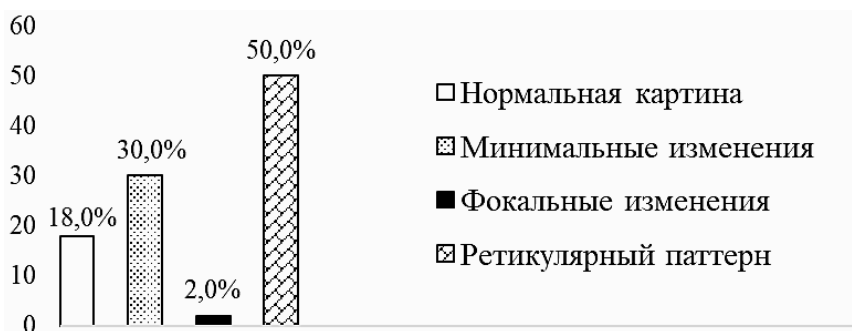 60
50
40
30
20
10
0
18,0%
30,0%
2,0%
50,0%
Нормальная картина
Минимальные изменения
Фокальные изменения
Ретикулярный паттерн